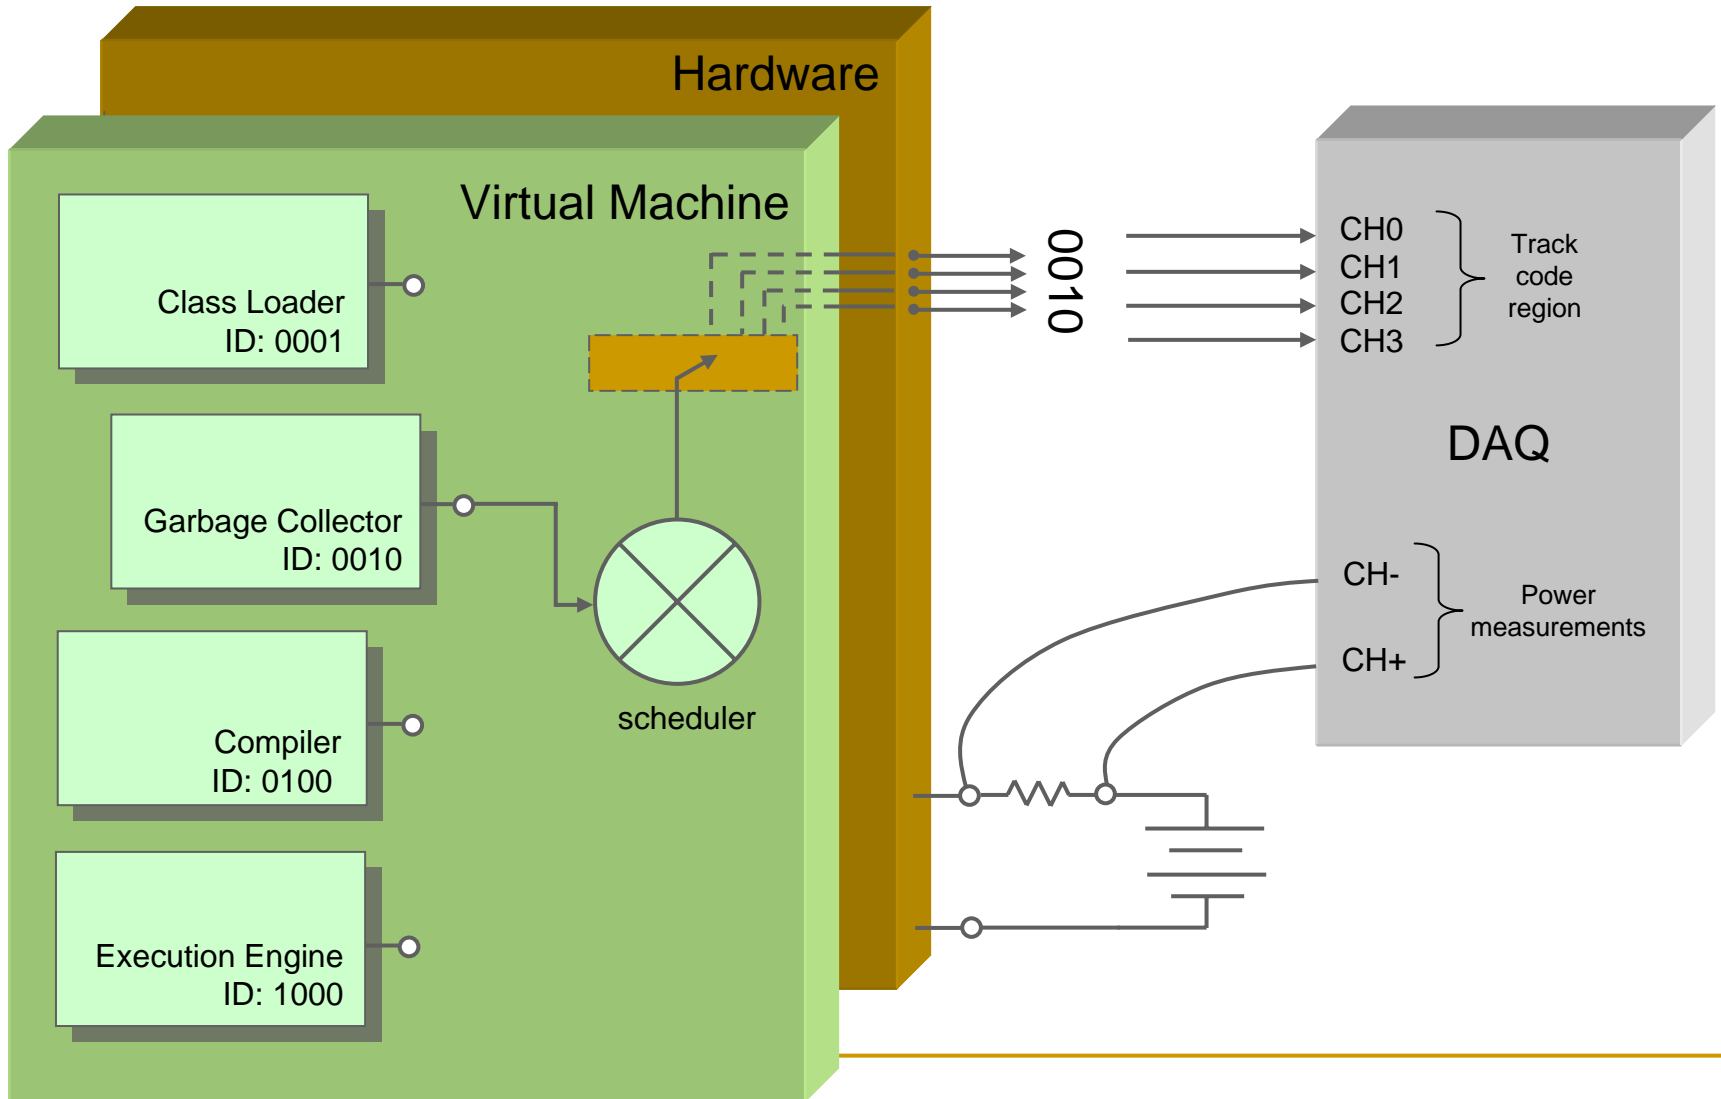 Hardware
Virtual Machine
Class Loader
ID: 0001
Garbage Collector
ID: 0010
Compiler
ID: 0100
Execution Engine
ID: 1000
scheduler
0010
CH0
CH1
CH2
CH3
Track
code
region
DAQ
CH-
CH+
Power
measurements